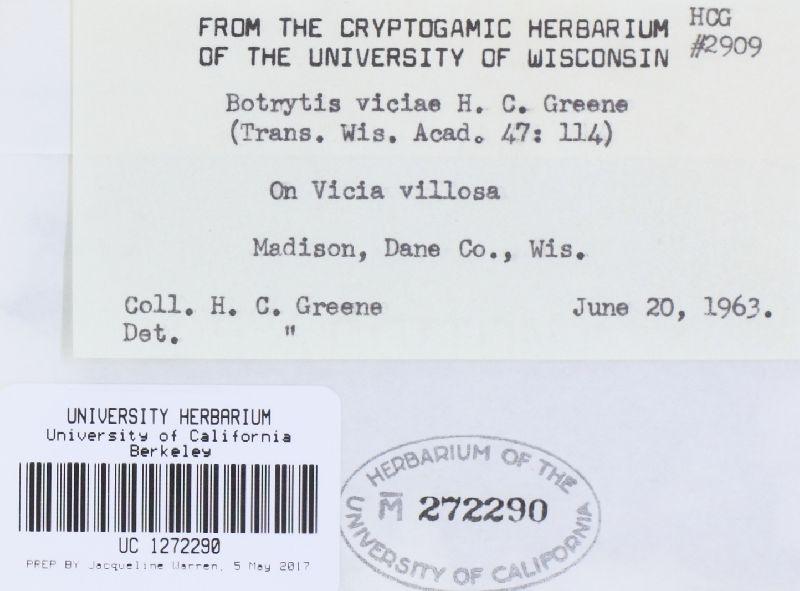 FROM THE CRYPTOGAMIC HERBARIUM
OF THE UNIVERSITY OF WISCONSIN
HCG
#2909
Botrytis viciae H. C. Greene
(Trans. Wis. Acad. 47: 114)
On Vicia villosa
Madison, Dane Co., Wis.
Coll. H. C. Greene June 20, 1963.
Det. "
UNIVERSITY HERBARIUM
University of California
Berkeley
UC 1272290
PREP BY Jacqueline Warren, 5 May 2017
HERBARIUM OF THE
M 272290
UNIVERSITY OF CALIFORNIA